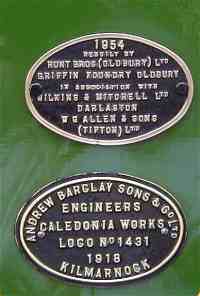 1954
REBUILT BY
HUNT BROS (OLDBURY) LTD
GRIFFIN FOUNDRY OLDBURY
IN ASSOCIATION WITH
WILKINS & MITCHELL LTD
DARLASTON
W G ALLEN & SONS
(TIPTON) LTD
ANDREW BARCLAY SONS & CO LTD
ENGINEERS
CALEDONIA WORKS
LOCO NO 1431
1918
KILMARNOCK